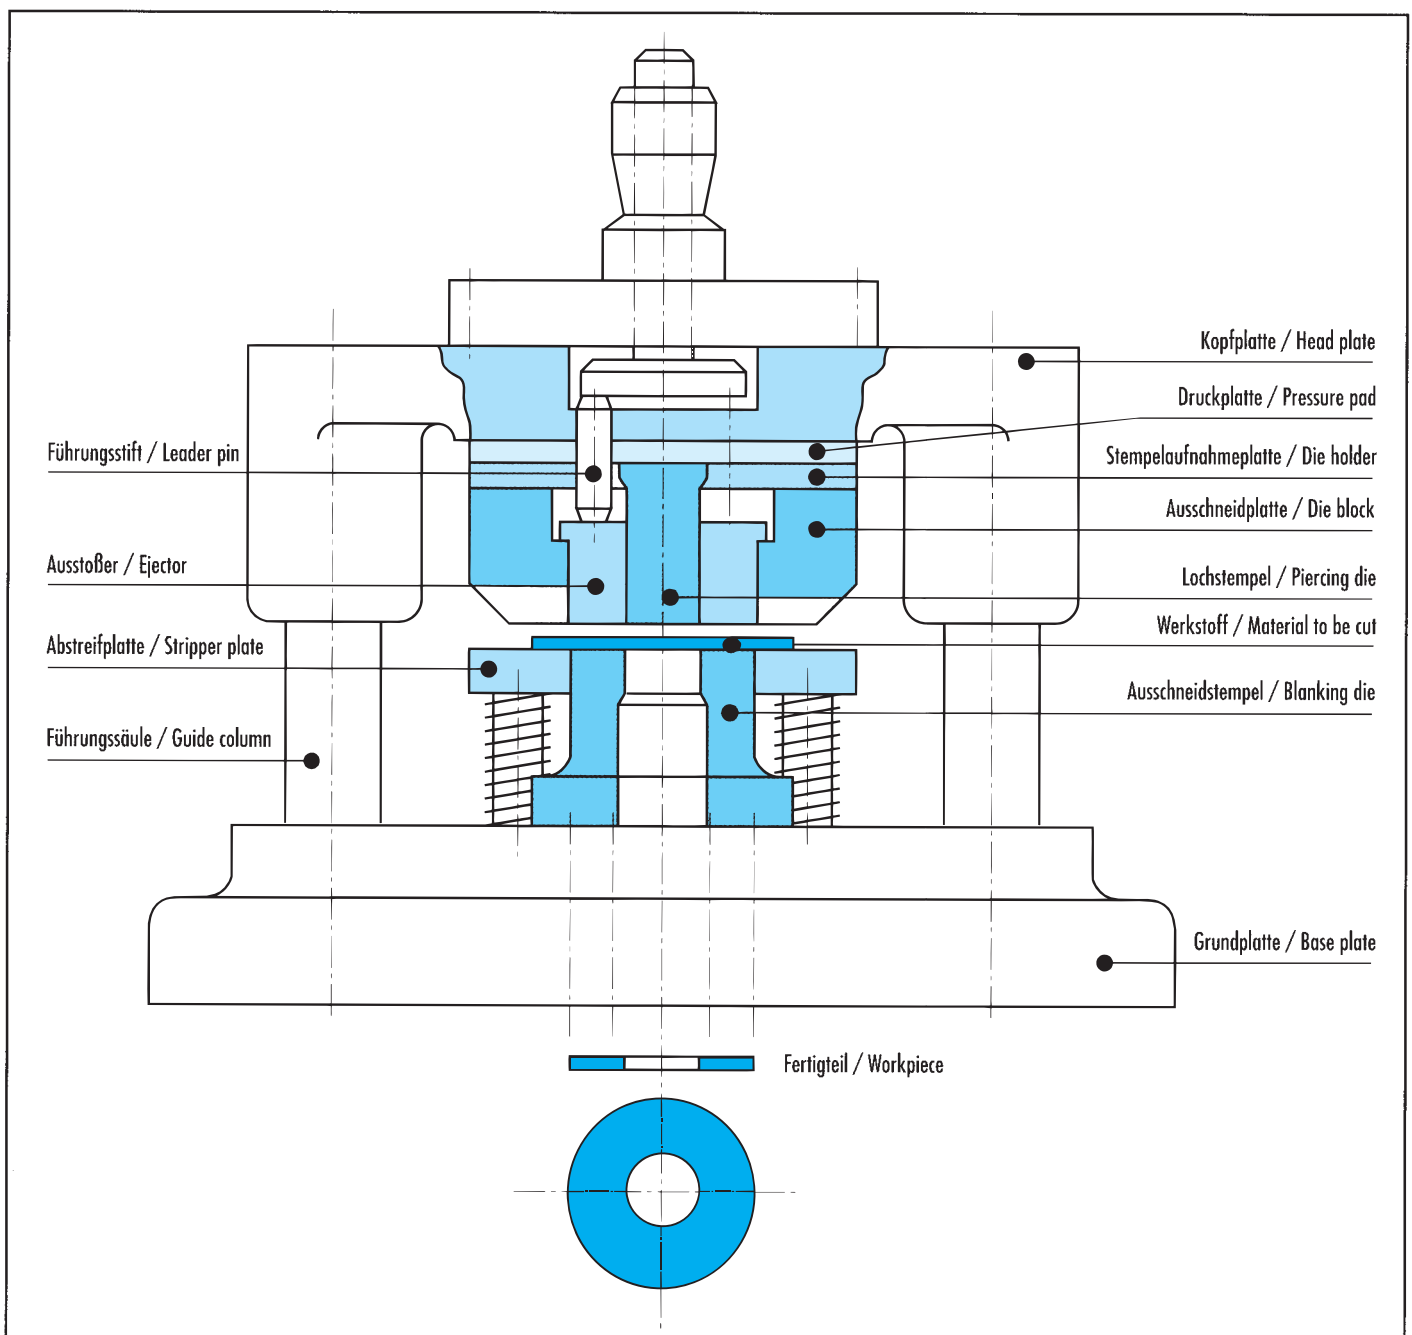 Kopfplatte / Head plate
Druckplatte / Pressure pad
Führungsstift / Leader pin
Stempelaufnahmeplatte / Die holder
Ausschneidplatte / Die block
Ausstoßer / Ejector
Lochstempel / Piercing die
Werkstoff / Material to be cut
Abstreifplatte / Stripper plate
Ausschneidstempel / Blanking die
Führungssäule / Guide column
Grundplatte / Base plate
Fertigteil / Workpiece